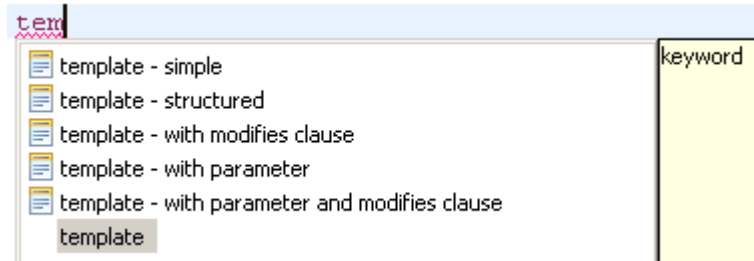 tem
template - simple
keyword
template - structured
template - with modifies clause
template - with parameter
template - with parameter and modifies clause
template